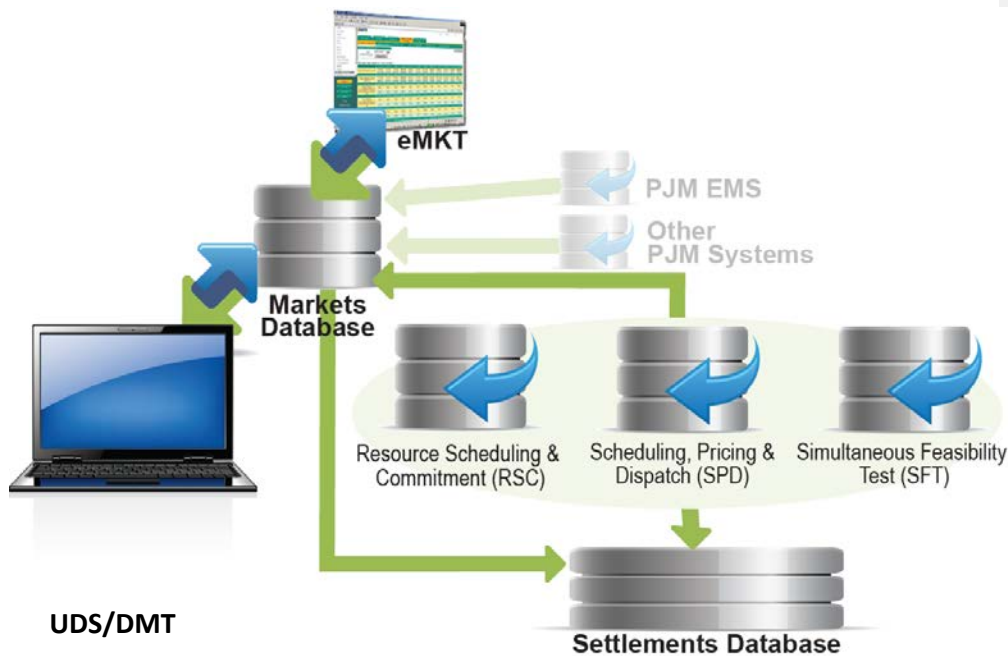 eMKT
PJM EMS
Other
PJM Systems
Markets
Database
Resource Scheduling &
Commitment (RSC)
Scheduling, Pricing &
Dispatch (SPD)
Simultaneous Feasibility
Test (SFT)
UDS/DMT
Settlements Database